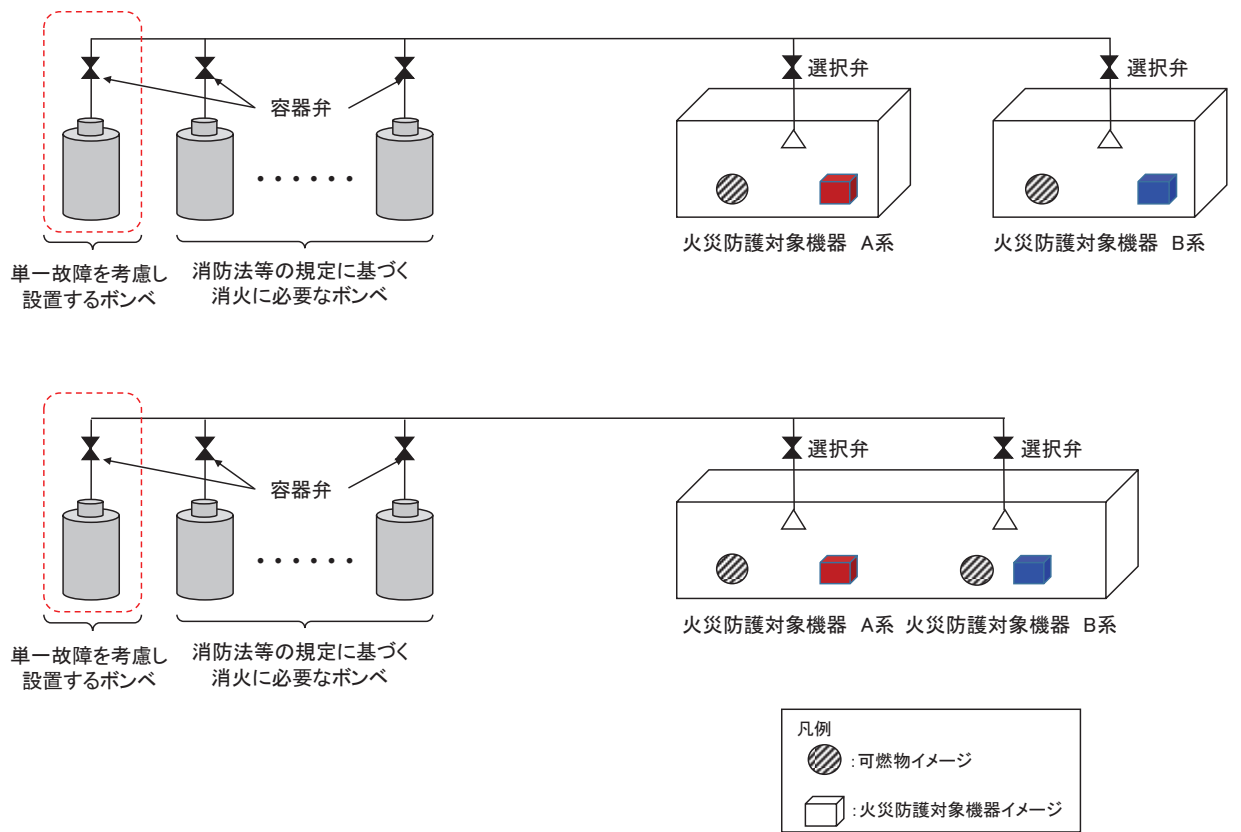 選択弁
選択弁
容器弁
火災防護対象機器 A系
火災防護対象機器 B系
単一故障を考慮し
設置するボンベ
消防法等の規定に基づく
消火に必要なボンベ
選択弁
選択弁
容器弁
火災防護対象機器 A系
火災防護対象機器 B系
単一故障を考慮し
設置するボンベ
消防法等の規定に基づく
消火に必要なボンベ
凡例
:可燃物イメージ
:火災防護対象機器イメージ